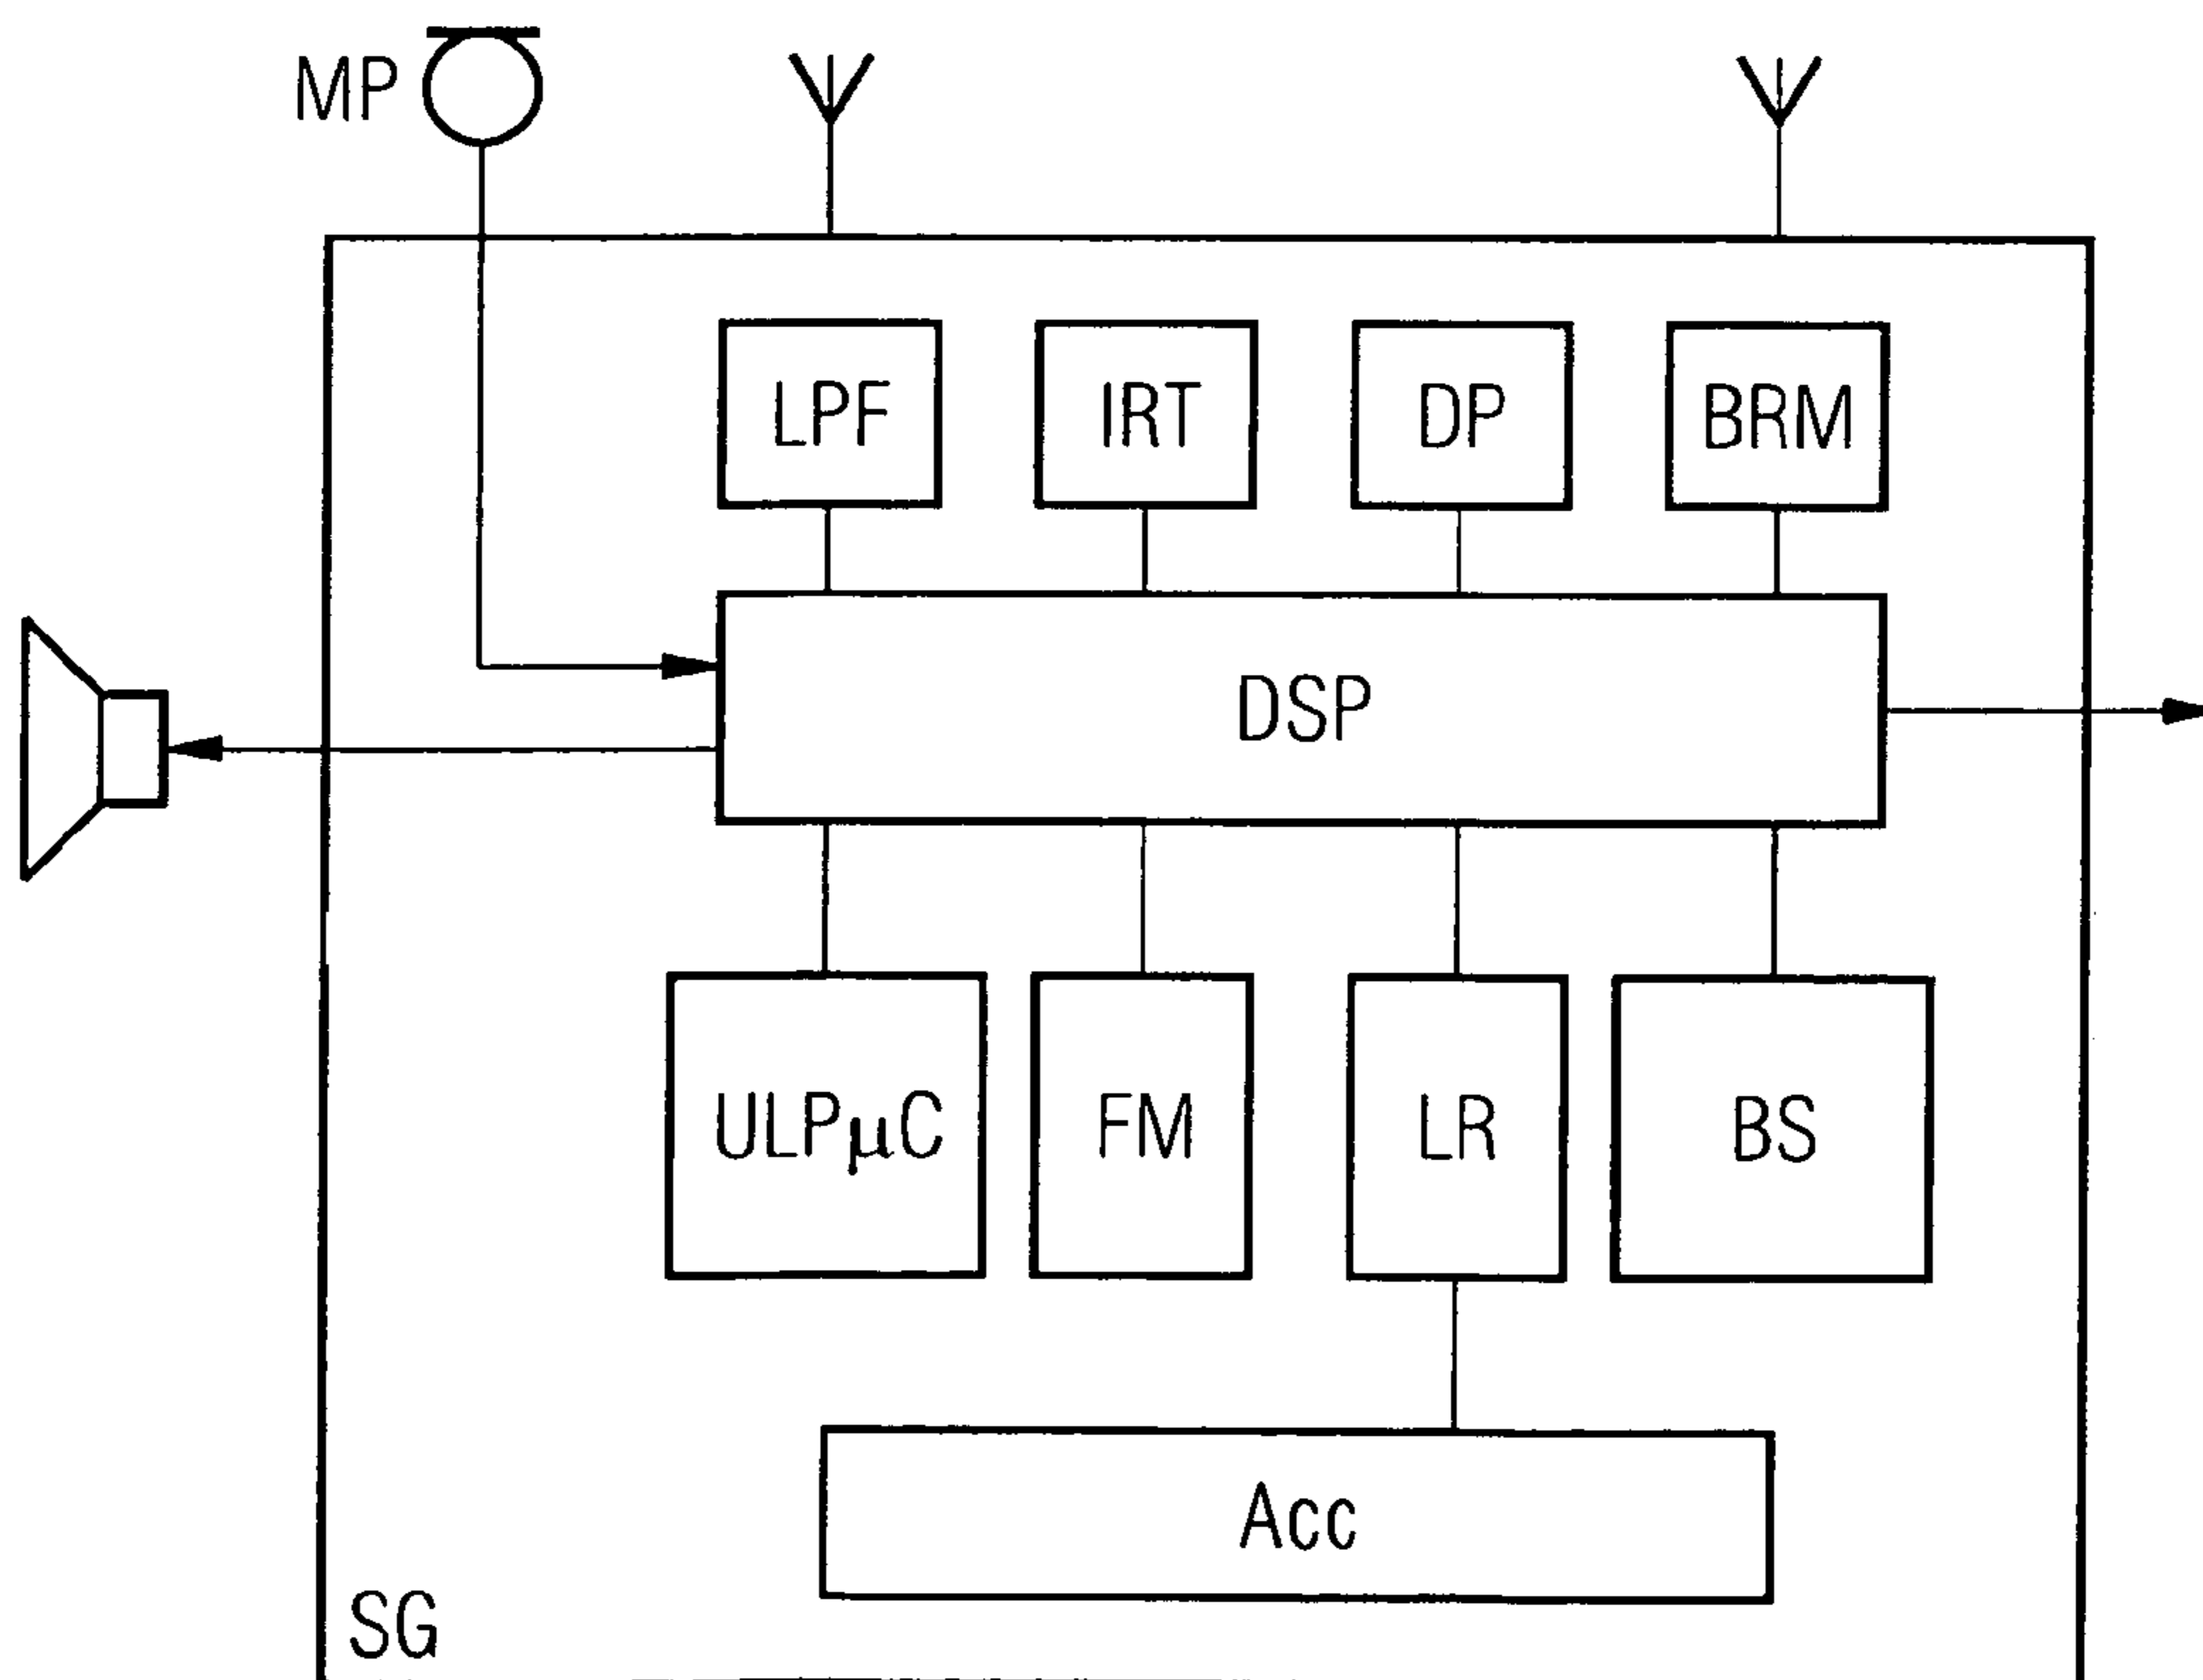 MP
LPF
IRT
DP
BRM
DSP
ULPμC
FM
LR
BS
Acc
SG